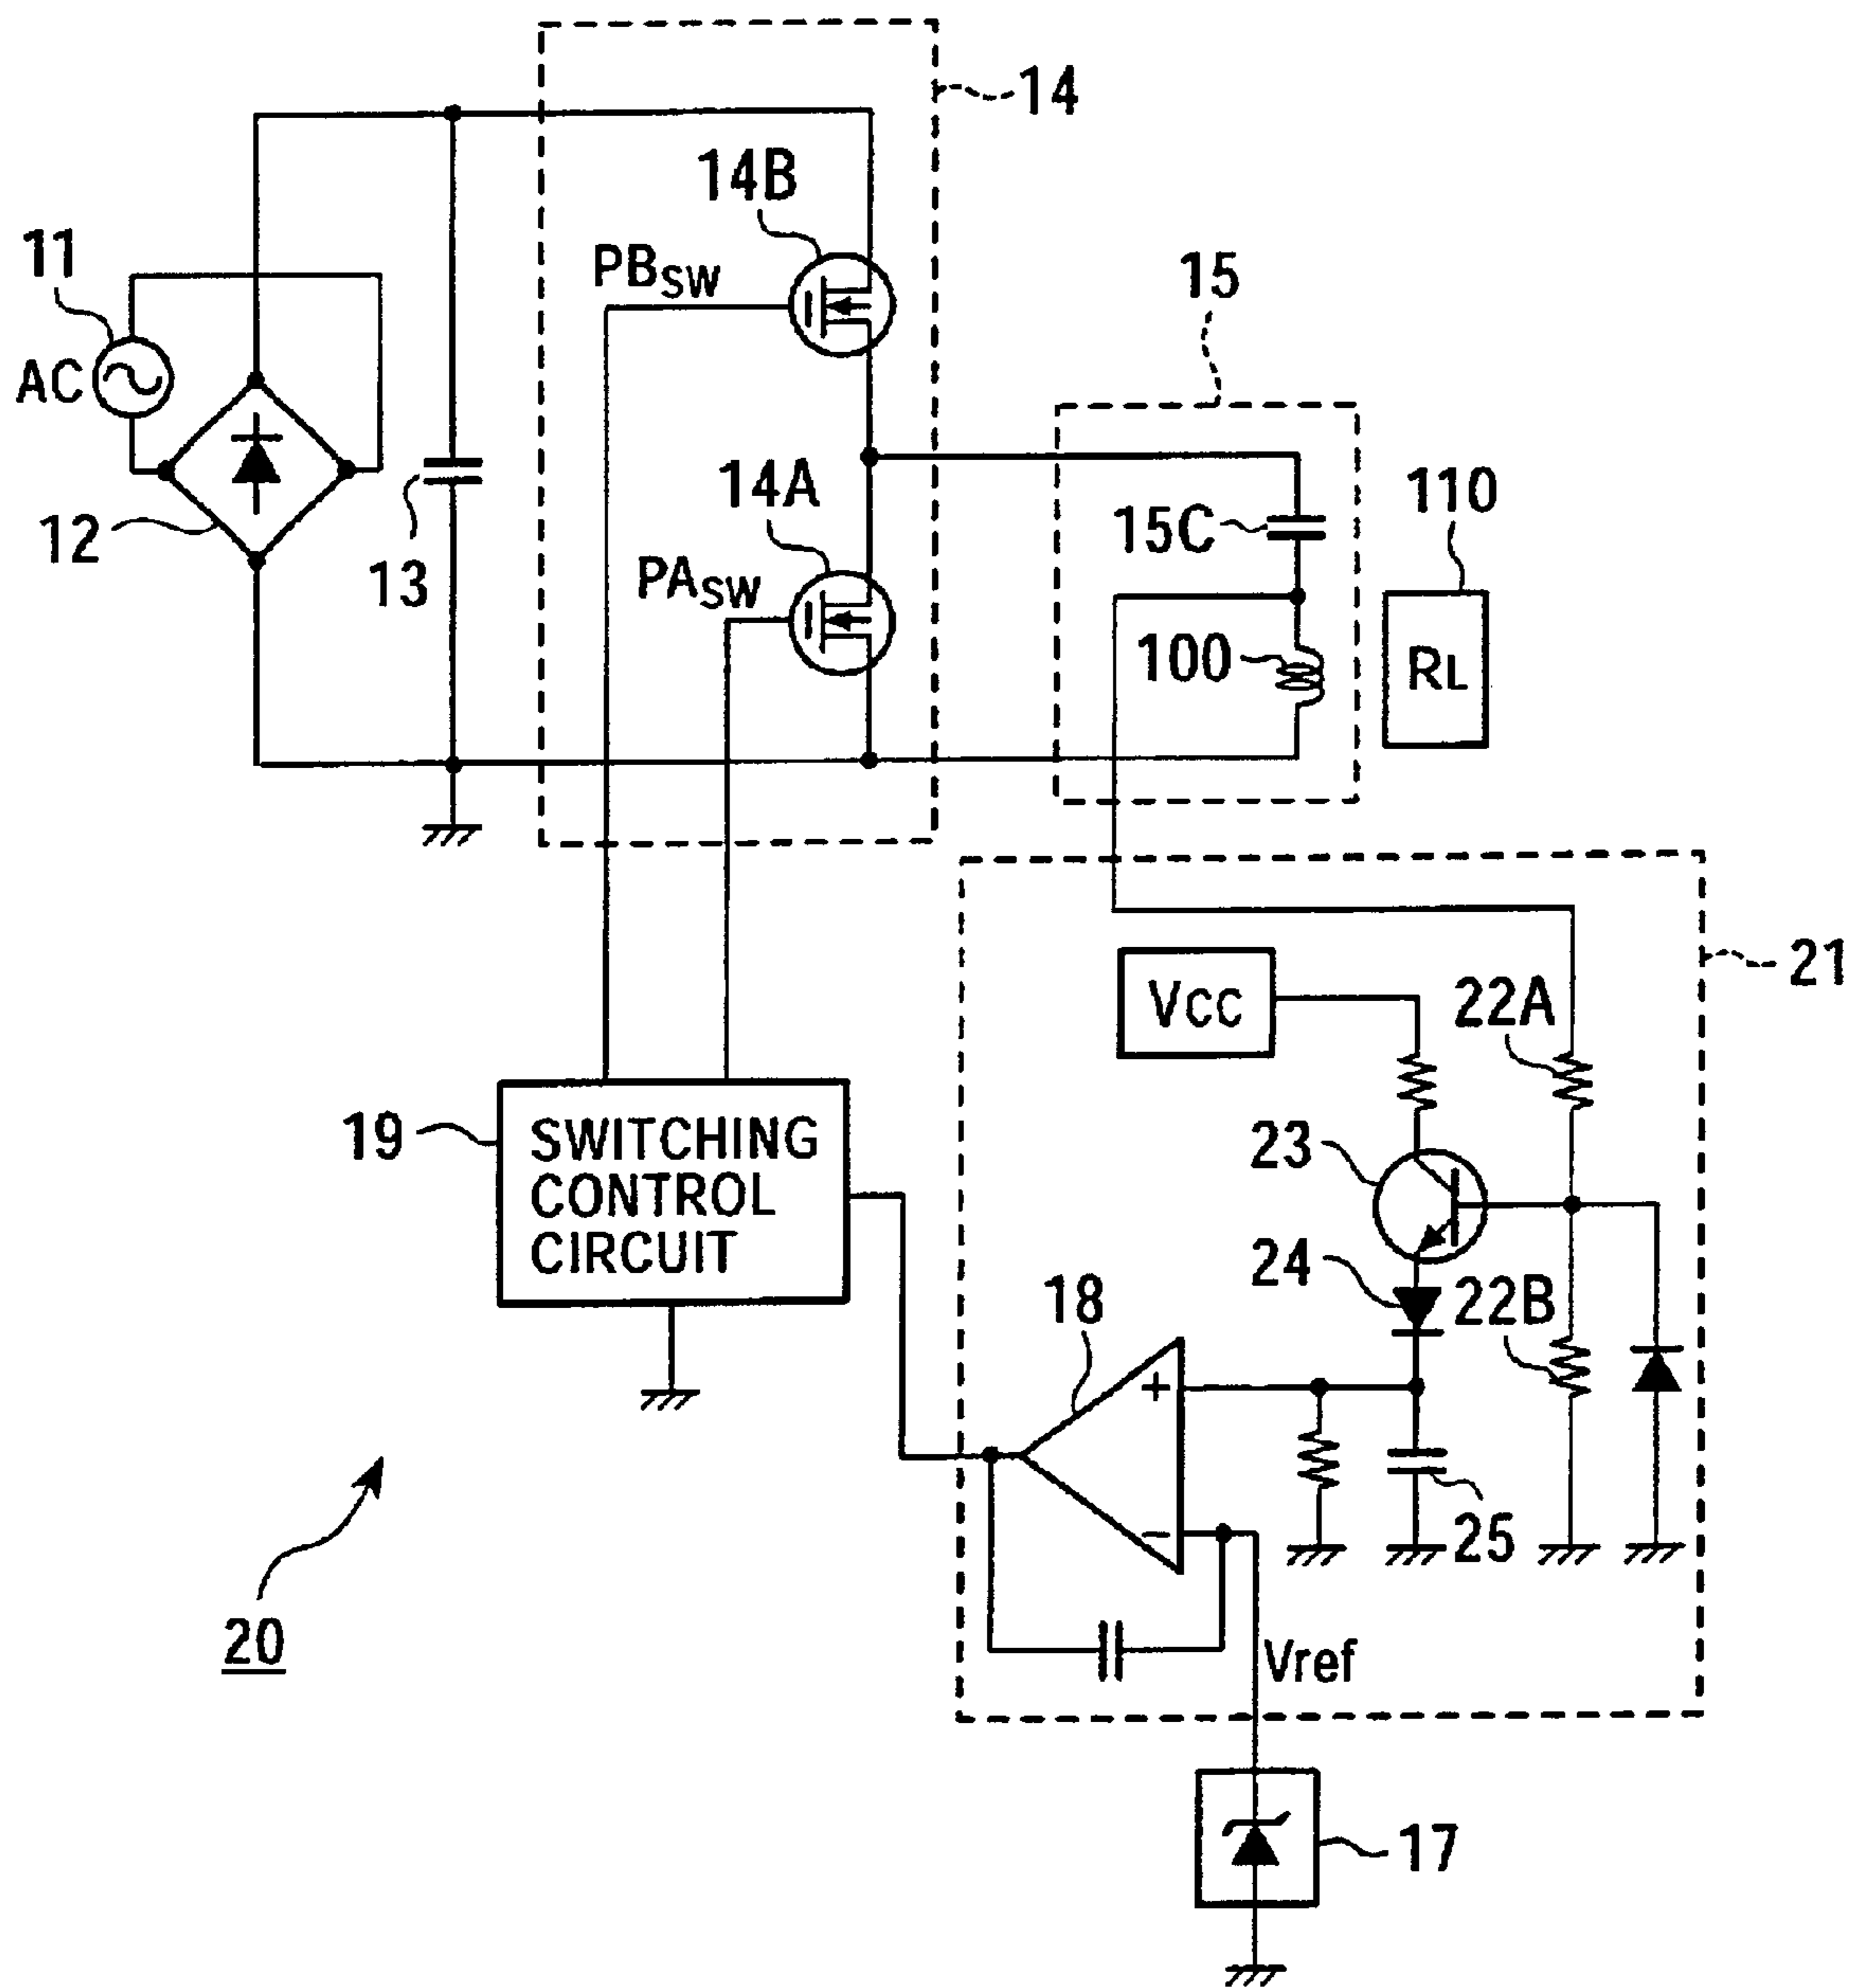 14
14B
11
PBSW
15
AC
14A
110
15C
12
13
PASW
100
RL
21
VCC
22A
19
SWITCHING
CONTROL
CIRCUIT
23
24
22B
18
+
−
25
20
Vref
17